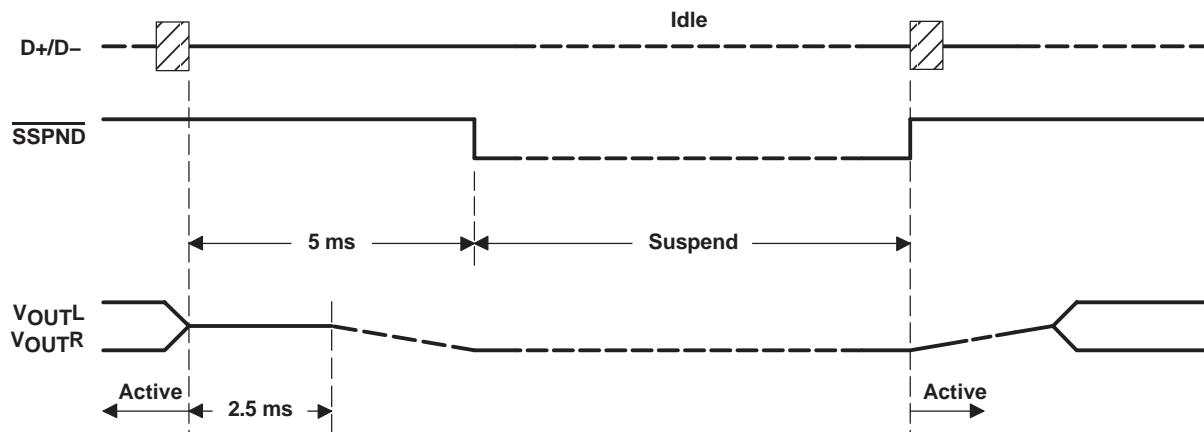 Idle
D+/D−
SSPND
5 ms
Suspend
VOUTL
VOUTR
Active
2.5 ms
Active